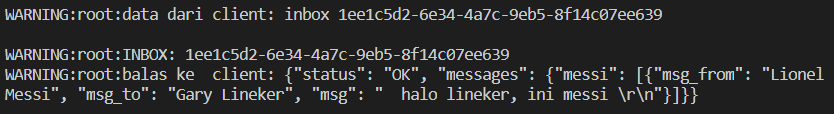 WARNING:root:data dari client: inbox 1ee1c5d2-6e34-4a7c-9eb5-8f14c07ee639
WARNING:root:INBOX: 1ee1c5d2-6e34-4a7c-9eb5-8f14c07ee639
WARNING:root:balas ke  client: {"status": "OK", "messages": {"messi": [{"msg_from": "Lionel
Messi", "msg_to": "Gary Lineker", "msg": "  halo lineker, ini messi \r\n"}]}}